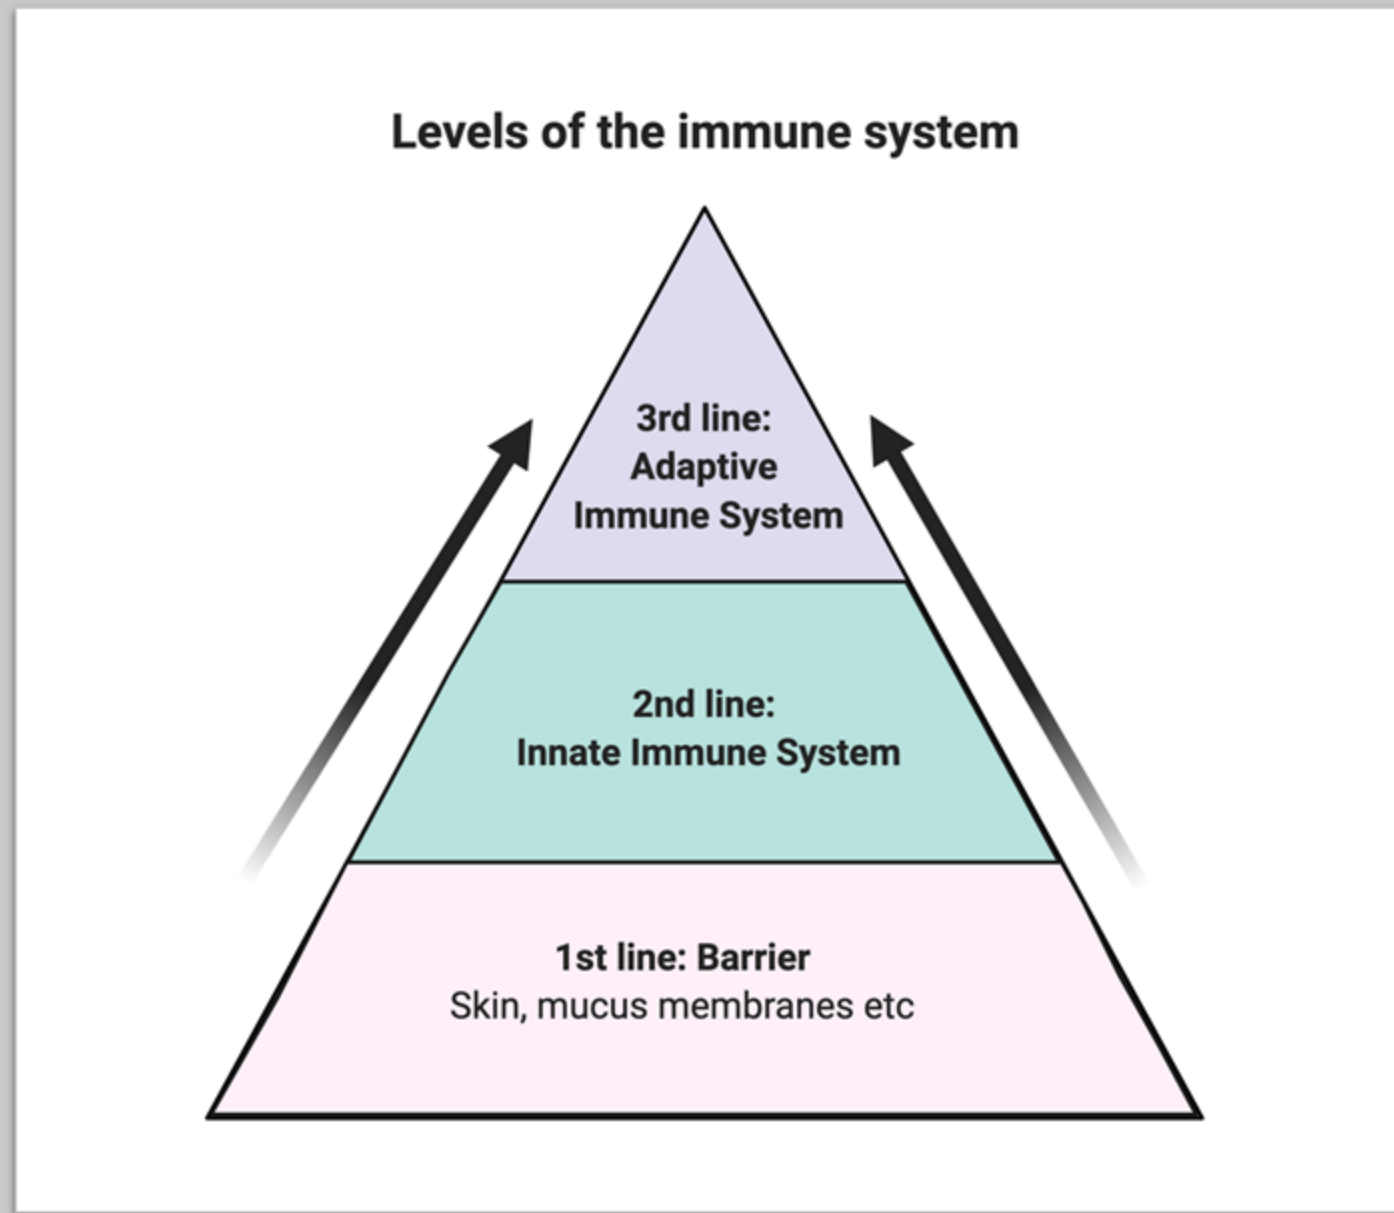 Levels of the immune system
3rd line:
Adaptive
Immune System
2nd line:
Innate Immune System
1st line: Barrier
Skin, mucus membranes etc